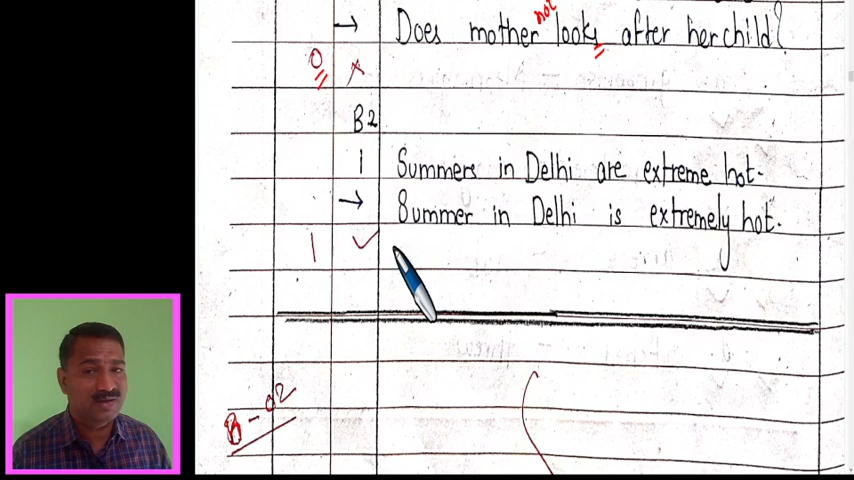 not
→ Does mother looks after her child?
0 ×
B2
1 Summers in Delhi are extreme hot.
→ Summer in Delhi is extremely hot.
1 ✓
B-02